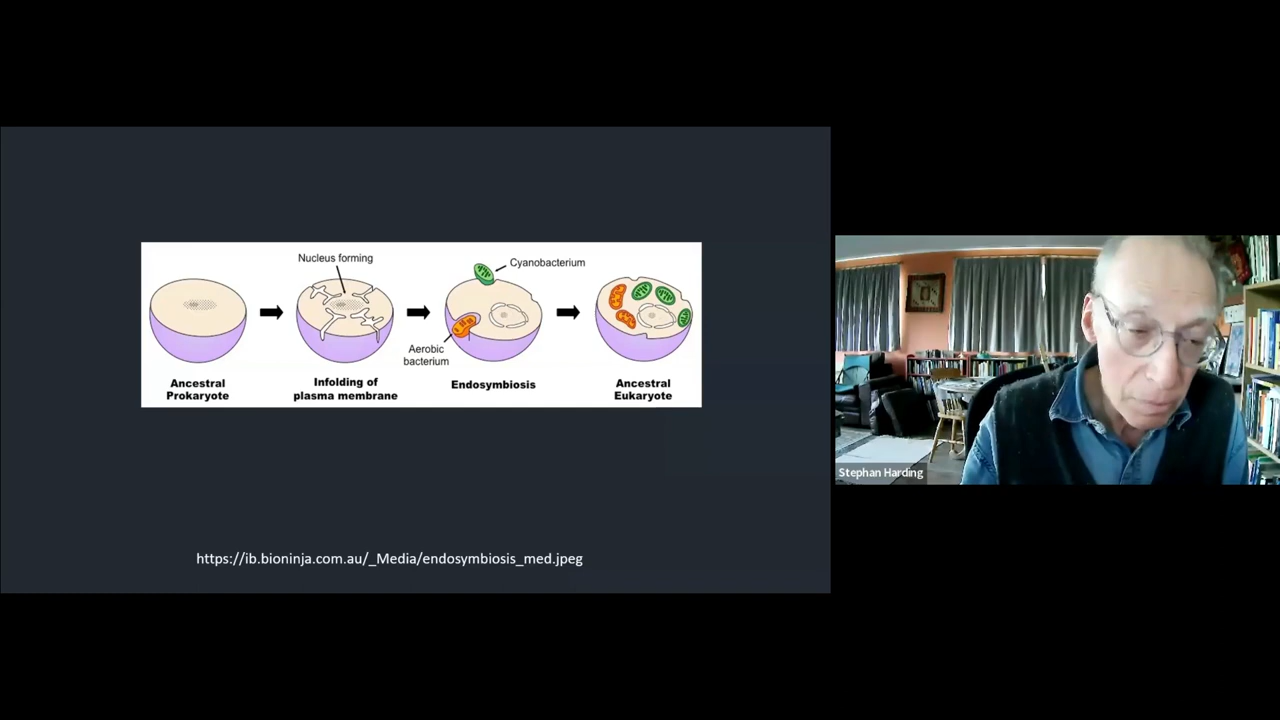 Nucleus forming
Cyanobacterium
Aerobic
bacterium
Ancestral
Prokaryote
Infolding of
plasma membrane
Endosymbiosis
Ancestral
Eukaryote
https://ib.bioninja.com.au/_Media/endosymbiosis_med.jpeg
Stephan Harding